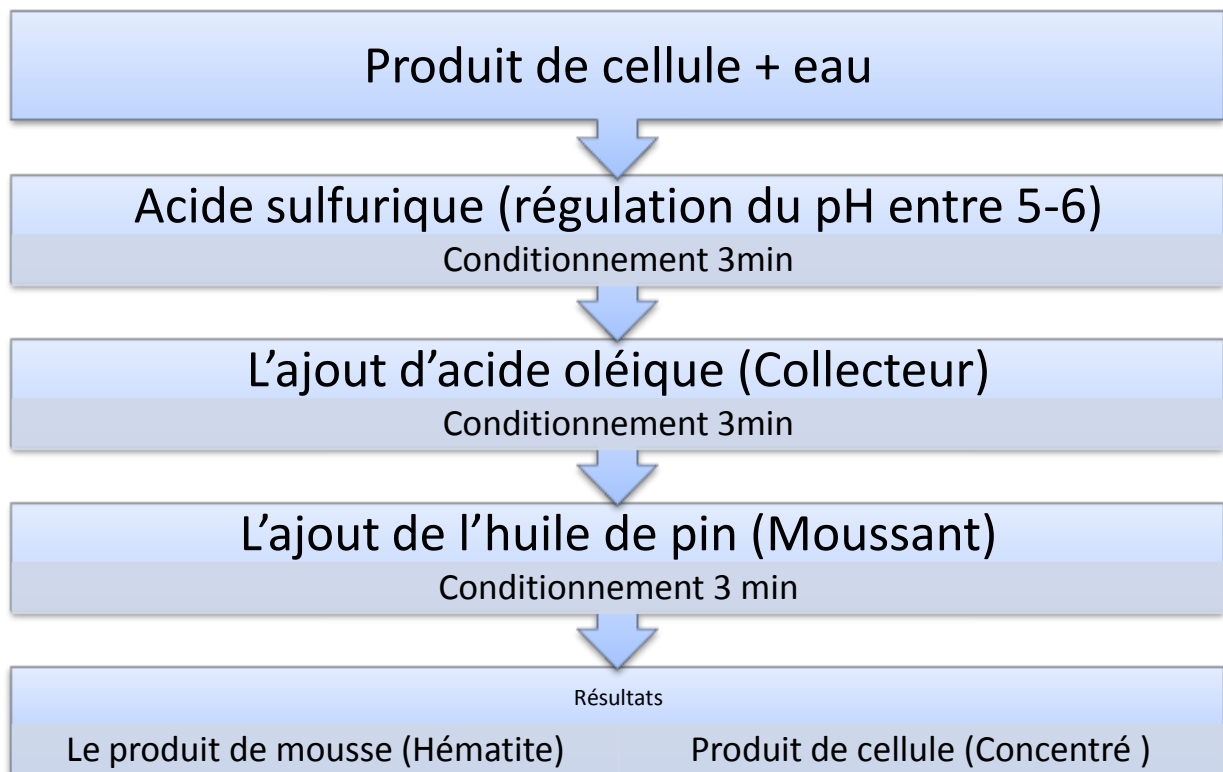 Produit de cellule + eau
Acide sulfurique (régulation du pH entre 5-6)
Conditionnement 3min
L’ajout d’acide oléique (Collecteur)
Conditionnement 3min
L’ajout de l’huile de pin (Moussant)
Conditionnement 3 min
Résultats
Le produit de mousse (Hématite)
Produit de cellule (Concentré )